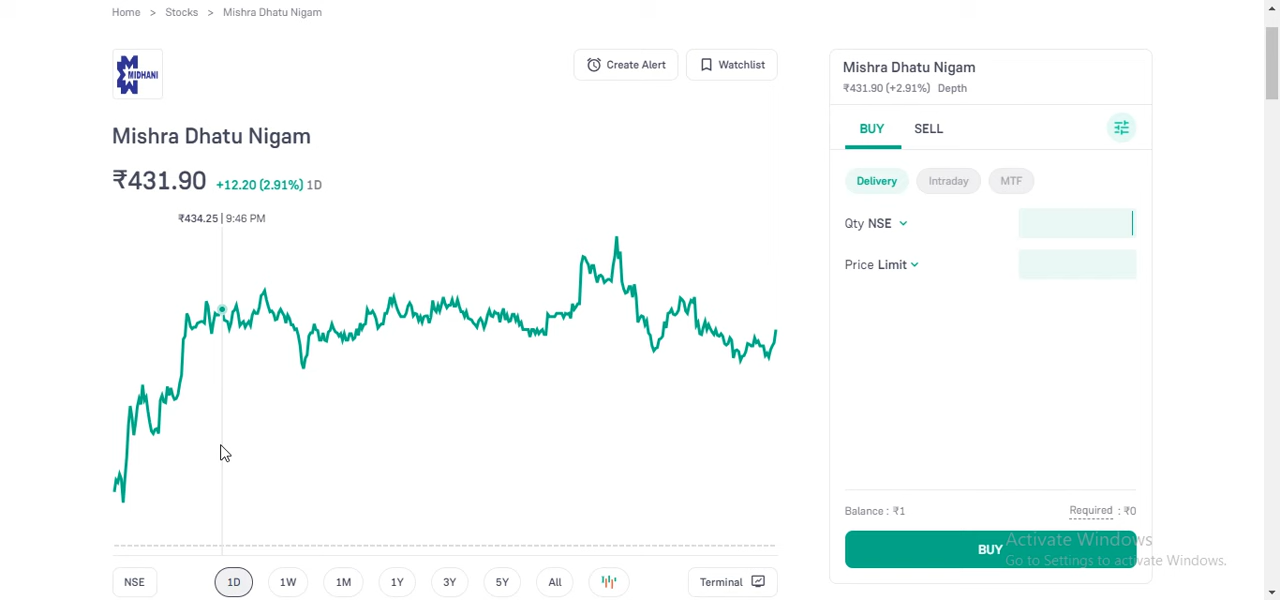 Home > Stocks > Mishra Dhatu Nigam
MIDHANI
Create Alert
Watchlist
Mishra Dhatu Nigam
₹431.90 +12.20 (2.91%) 1D
₹434.25 | 9:46 PM
NSE 1D 1W 1M 1Y 3Y 5Y All Terminal
Mishra Dhatu Nigam
₹431.90 (+2.91%) Depth
BUY SELL
Delivery Intraday MTF
Qty NSE
Price Limit
Balance : ₹1 Required : ₹0
BUY
Activate Windows
Go to Settings to activate Windows.